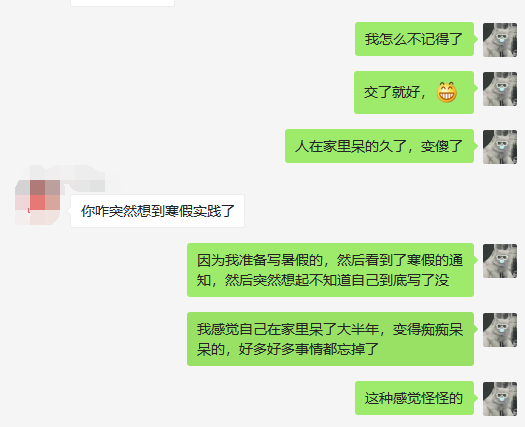 我怎么不记得了
交了就好，😁
人在家里呆的久了，变傻了
你咋突然想到寒假实践了
因为我准备写暑假的，然后看到了寒假的通
知，然后突然想起不知道自己到底写了没
我感觉自己在家里呆了大半年，变得痴痴呆
呆的，好多好多事情都忘掉了
这种感觉怪怪的